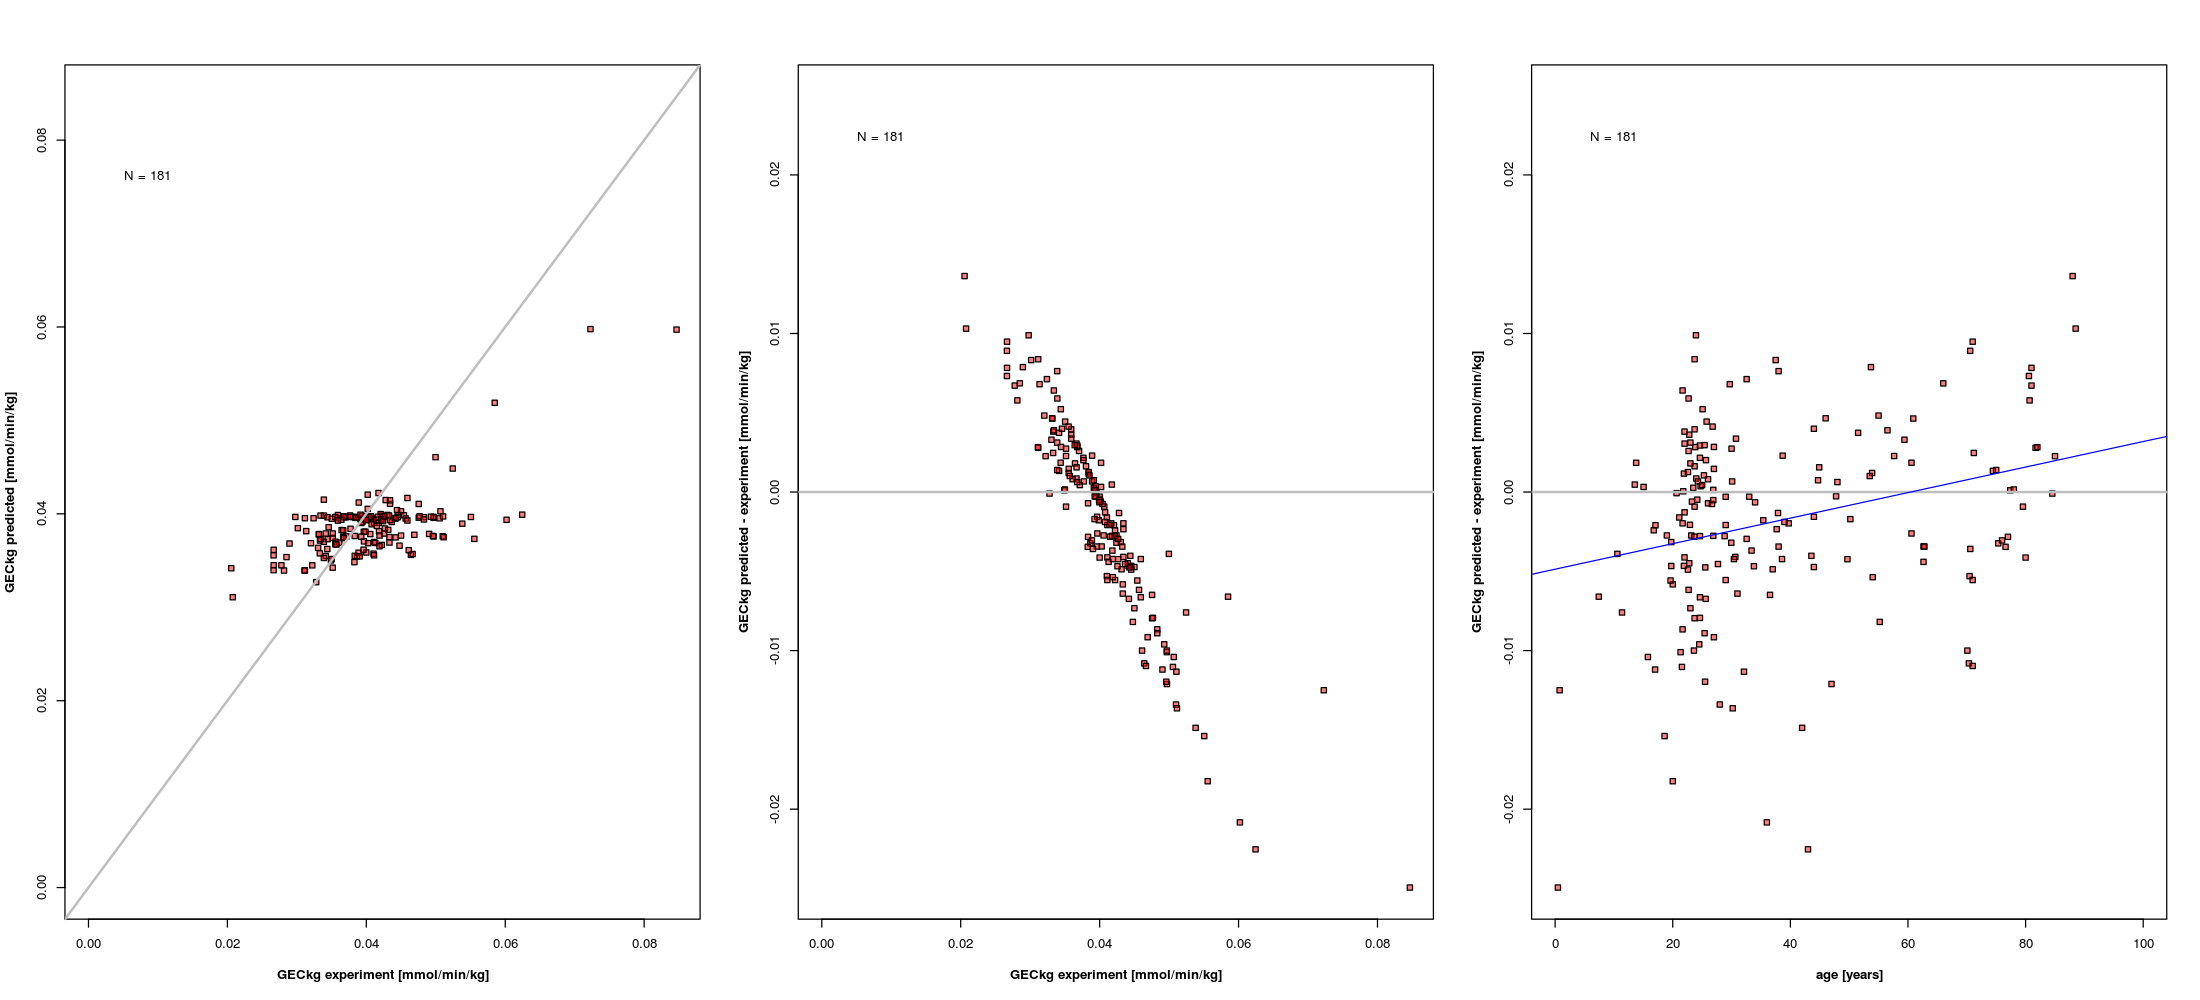 GECkg predicted [mmol/min/kg]
0.08
0.06
0.04
0.02
0.00
N = 181
0.00 0.02 0.04 0.06 0.08
GECkg experiment [mmol/min/kg]
GECkg predicted - experiment [mmol/min/kg]
0.02
0.01
0.00
-0.01
-0.02
N = 181
0.00 0.02 0.04 0.06 0.08
GECkg experiment [mmol/min/kg]
GECkg predicted - experiment [mmol/min/kg]
0.02
0.01
0.00
-0.01
-0.02
N = 181
0 20 40 60 80 100
age [years]